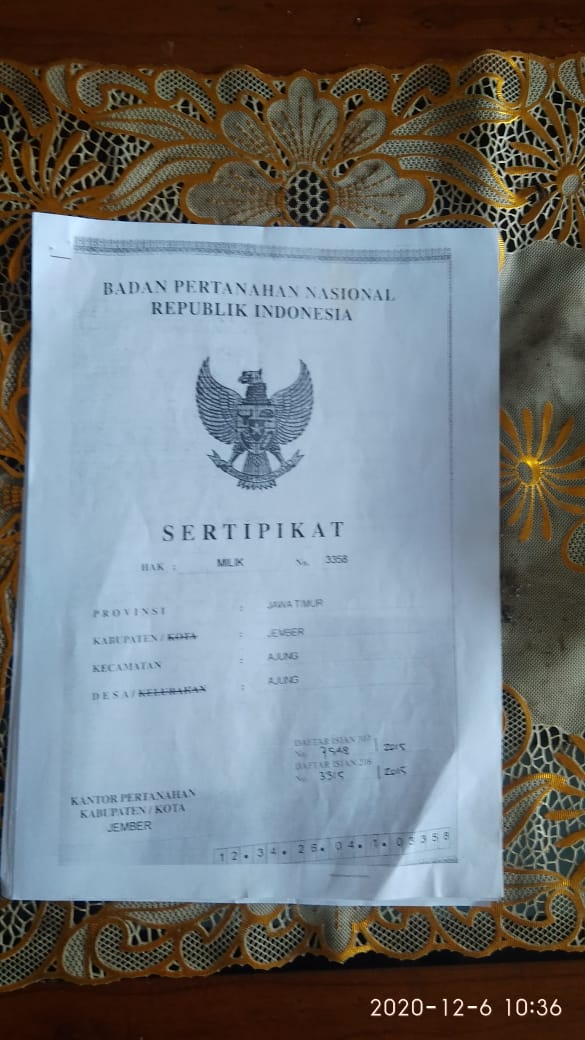 BADAN PERTANAHAN NASIONAL
REPUBLIK INDONESIA
SERTIPIKAT
HAK : MILIK No. 3358
PROVINSI : JAWA TIMUR
KABUPATEN / KOTA : JEMBER
KECAMATAN : AJUNG
DESA / KELURAHAN : AJUNG
DAFTAR ISIAN 307
No. 7548 / 2015
DAFTAR ISIAN 208
No. 3315 / 2015
KANTOR PERTANAHAN
KABUPATEN / KOTA
JEMBER
12.34.26.04.1.03358
2020-12-6 10:36